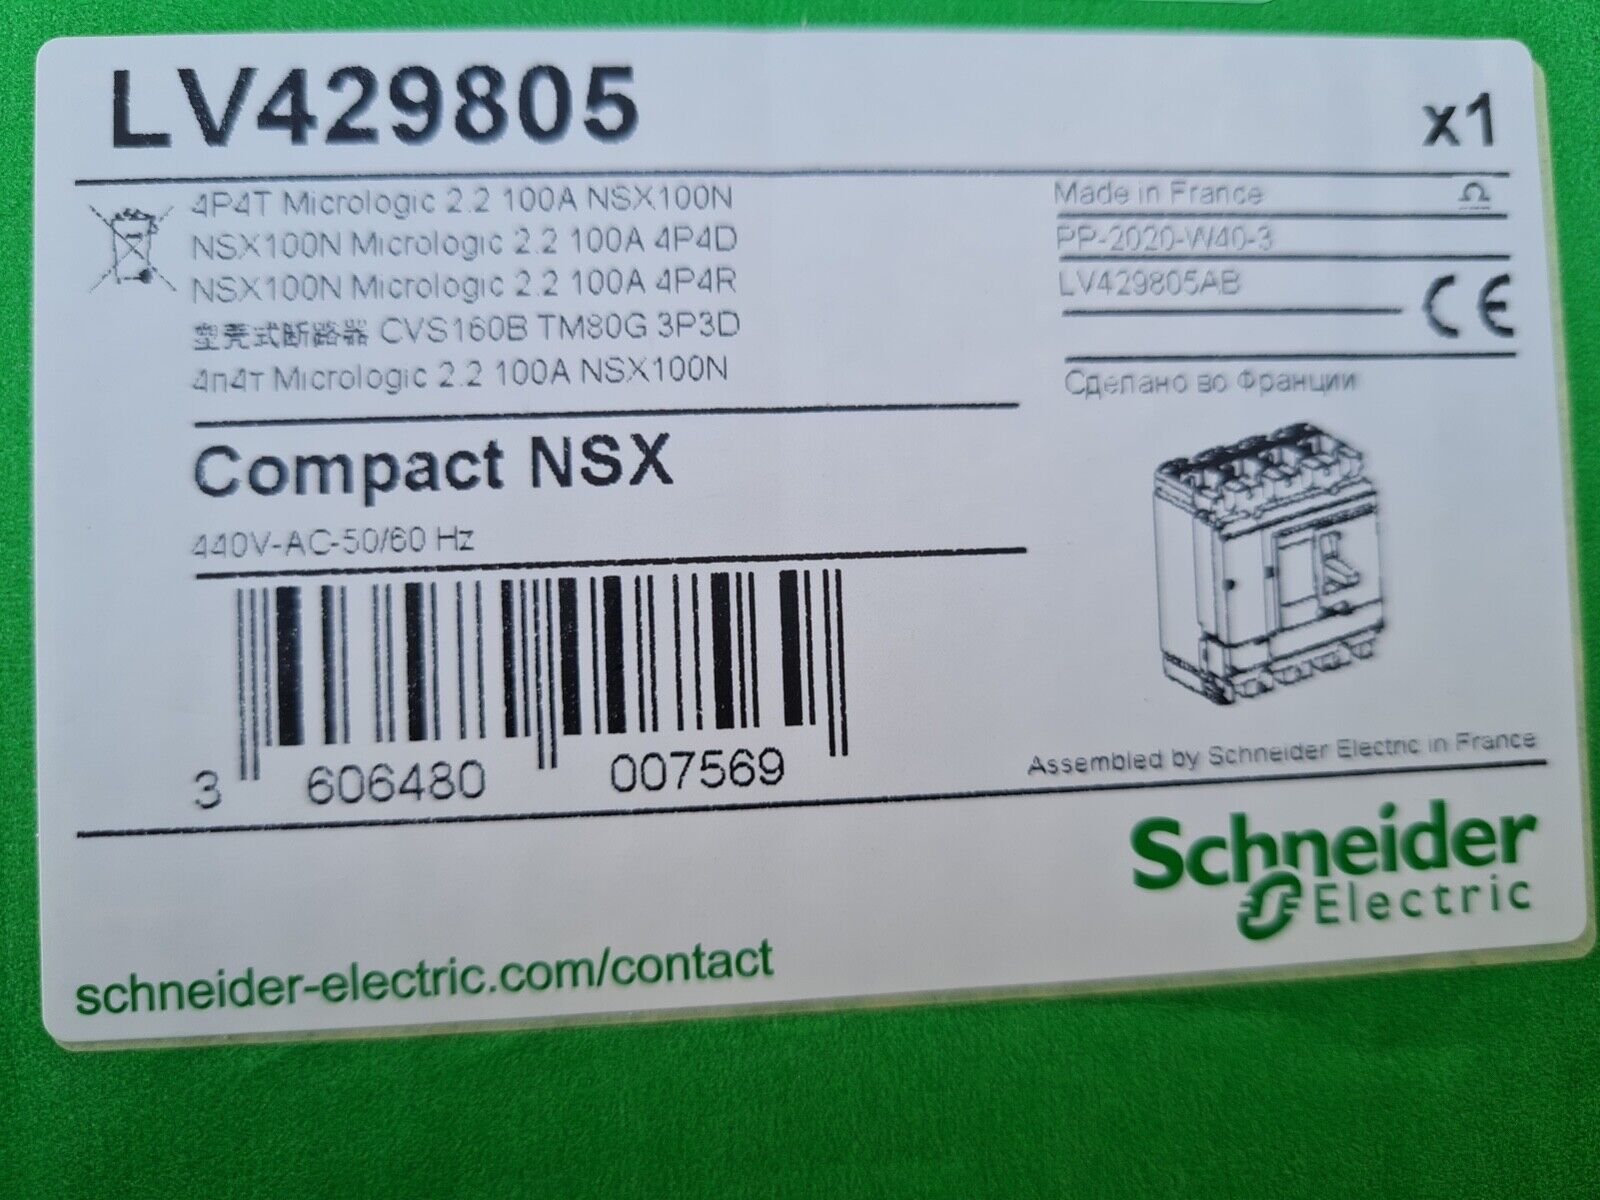 LV429805
x1
4P4T Micrologic 2.2 100A NSX100N
NSX100N Micrologic 2.2 100A 4P4D
NSX100N Micrologic 2.2 100A 4P4R
塑壳式断路器 CVS160B TM80G 3P3D
4п4т Micrologic 2.2 100A NSX100N
Made in France
PP-2020-W40-3
LV429805AB
CE
Сделано во Франции
Compact NSX
440V-AC-50/60 Hz
3 606480 007569
Assembled by Schneider Electric in France
Schneider
Electric
schneider-electric.com/contact